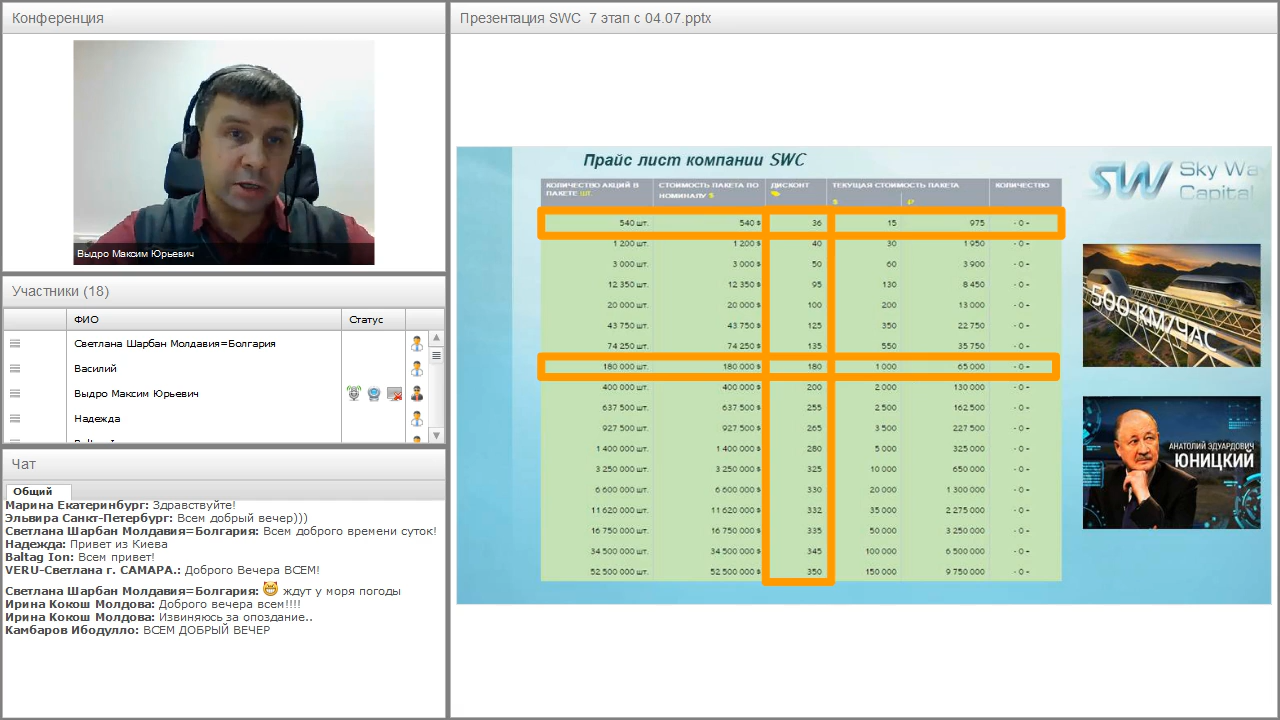 Конференция
Выдро Максим Юрьевич
Участники (18)
ФИО
Статус
Светлана Шарбан Молдавия=Болгария
Василий
Выдро Максим Юрьевич
Надежда
Чат
Общий
Марина Екатеринбург: Здравствуйте!
Эльвира Санкт-Петербург: Всем добрый вечер)))
Светлана Шарбан Молдавия=Болгария: Всем доброго времени суток!
Надежда: Привет из Киева
Baltag Ion: Всем привет!
VERU-Светлана г. САМАРА.: Доброго Вечера ВСЕМ!
Светлана Шарбан Молдавия=Болгария: ждут у моря погоды
Ирина Кокош Молдова: Доброго вечера всем!!!!
Ирина Кокош Молдова: Извиняюсь за опоздание..
Камбаров Ибодулло: ВСЕМ ДОБРЫЙ ВЕЧЕР
Презентация SWC 7 этап с 04.07.pptx
Прайс лист компании SWC
КОЛИЧЕСТВО АКЦИЙ В ПАКЕТЕ ШТ. СТОИМОСТЬ ПАКЕТА ПО НОМИНАЛУ $ ДИСКОНТ ТЕКУЩАЯ СТОИМОСТЬ ПАКЕТА $ ₽ КОЛИЧЕСТВО
540 шт. 540 $ 36 15 975 - 0 +
1 200 шт. 1 200 $ 40 30 1 950 - 0 +
3 000 шт. 3 000 $ 50 60 3 900 - 0 +
12 350 шт. 12 350 $ 95 130 8 450 - 0 +
20 000 шт. 20 000 $ 100 200 13 000 - 0 +
43 750 шт. 43 750 $ 125 350 22 750 - 0 +
74 250 шт. 74 250 $ 135 550 35 750 - 0 +
180 000 шт. 180 000 $ 180 1 000 65 000 - 0 +
400 000 шт. 400 000 $ 200 2 000 130 000 - 0 +
637 500 шт. 637 500 $ 255 2 500 162 500 - 0 +
927 500 шт. 927 500 $ 265 3 500 227 500 - 0 +
1 400 000 шт. 1 400 000 $ 280 5 000 325 000 - 0 +
3 250 000 шт. 3 250 000 $ 325 10 000 650 000 - 0 +
6 600 000 шт. 6 600 000 $ 330 20 000 1 300 000 - 0 +
11 620 000 шт. 11 620 000 $ 332 35 000 2 275 000 - 0 +
16 750 000 шт. 16 750 000 $ 335 50 000 3 250 000 - 0 +
34 500 000 шт. 34 500 000 $ 345 100 000 6 500 000 - 0 +
52 500 000 шт. 52 500 000 $ 350 150 000 9 750 000 - 0 +
SW Sky Wa
Capital
500 КМ/ЧАС
АНАТОЛИЙ ЭДУАРДОВИЧ
ЮНИЦКИЙ